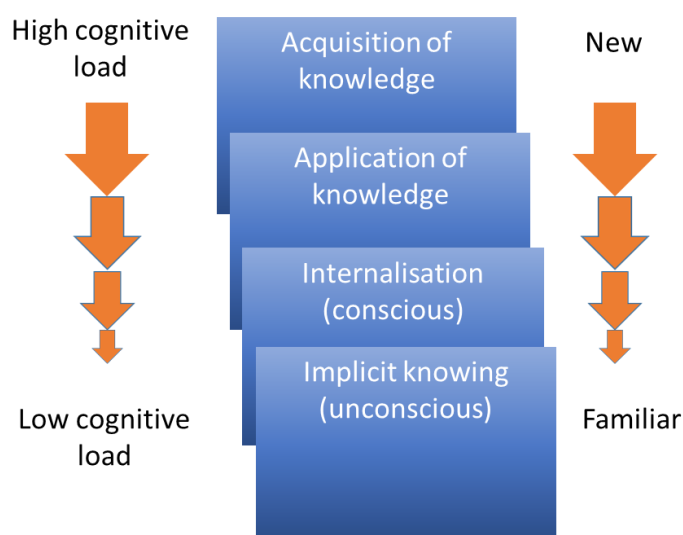 High cognitive
load
Acquisition of
knowledge
New
Application of
knowledge
Internalisation
(conscious)
Implicit knowing
(unconscious)
Low cognitive
load
Familiar